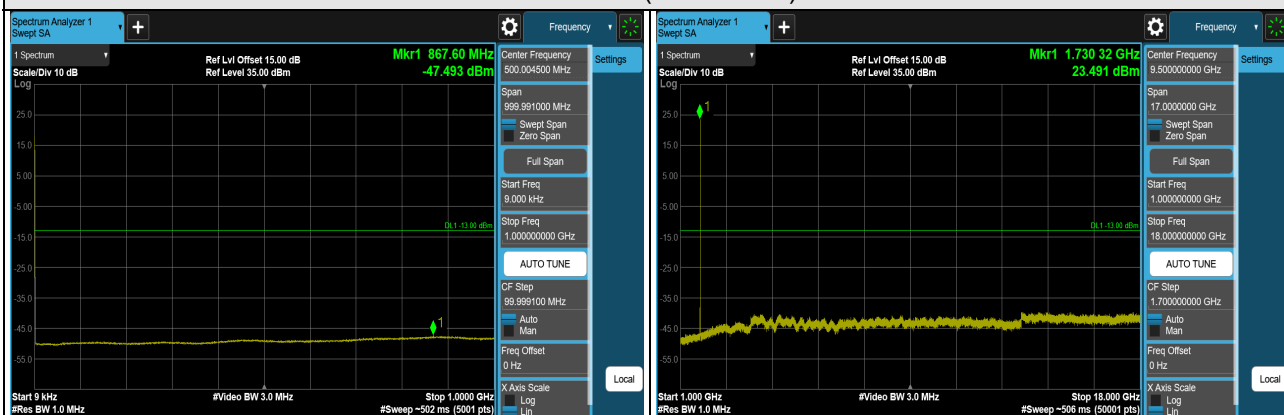 Spectrum Analyzer 1
Swept SA
+
Frequency
1 Spectrum
Scale/Div 10 dB
Log
Ref Lvl Offset 15.00 dB
Ref Level 35.00 dBm
Mkr1 867.60 MHz
-47.493 dBm
25.0
15.0
5.00
-5.00
-15.0
-25.0
-35.0
-45.0
-55.0
DL1 -13.00 dBm
1
Start 9 kHz
#Res BW 1.0 MHz
#Video BW 3.0 MHz
Stop 1.0000 GHz
#Sweep ~502 ms (5001 pts)
Center Frequency
500.004500 MHz
Settings
Span
999.991000 MHz
Swept Span
Zero Span
Full Span
Start Freq
9.000 kHz
Stop Freq
1.000000000 GHz
AUTO TUNE
CF Step
99.999100 MHz
Auto
Man
Freq Offset
0 Hz
X Axis Scale
Log
Lin
Local
Spectrum Analyzer 1
Swept SA
+
Frequency
1 Spectrum
Scale/Div 10 dB
Log
Ref Lvl Offset 15.00 dB
Ref Level 35.00 dBm
Mkr1 1.730 32 GHz
23.491 dBm
25.0
15.0
5.00
-5.00
-15.0
-25.0
-35.0
-45.0
-55.0
1
DL1 -13.00 dBm
Start 1.000 GHz
#Res BW 1.0 MHz
#Video BW 3.0 MHz
Stop 18.000 GHz
#Sweep ~506 ms (50001 pts)
Center Frequency
9.500000000 GHz
Settings
Span
17.0000000 GHz
Swept Span
Zero Span
Full Span
Start Freq
1.000000000 GHz
Stop Freq
18.000000000 GHz
AUTO TUNE
CF Step
1.700000000 GHz
Auto
Man
Freq Offset
0 Hz
X Axis Scale
Log
Lin
Local